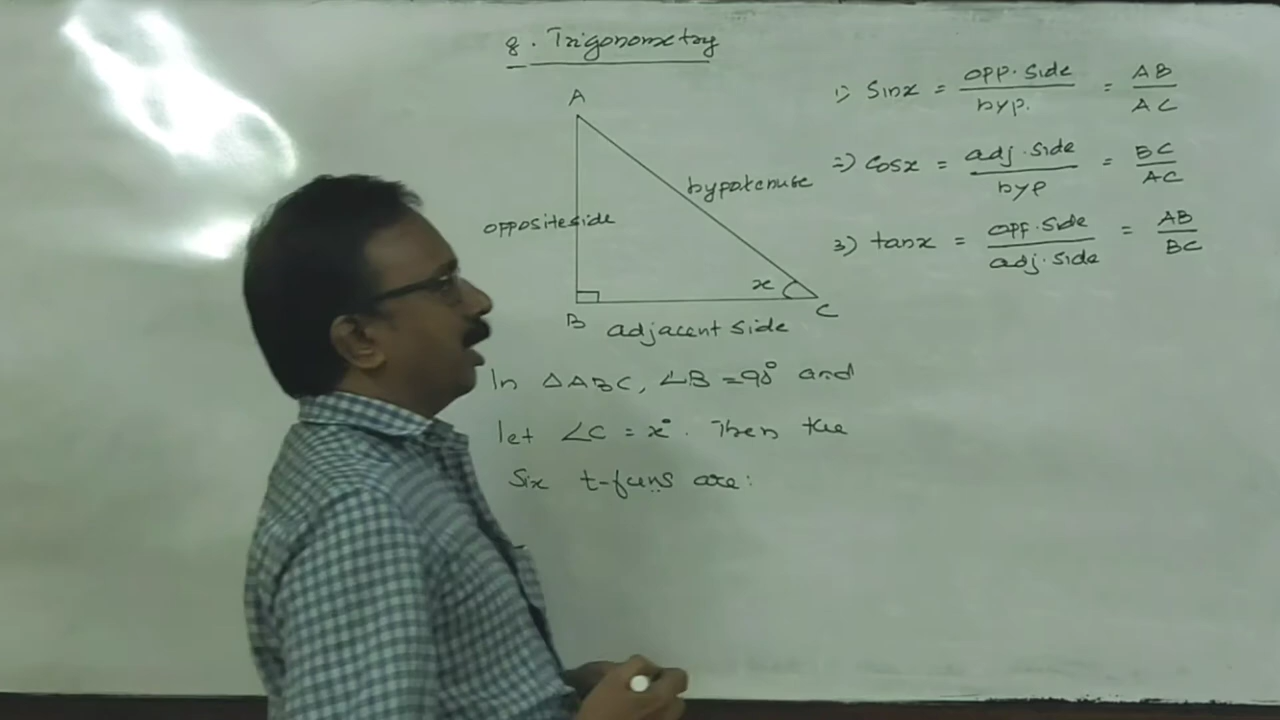 8. Trigonometry
A
opposite side
hypotenuse
x
B
C
adjacent side
In △ABC, ∠B = 90° and
let ∠C = x°. Then the
Six t-funs are:
1) Sinx = opp. side / hyp. = AB / AC
2) Cosx = adj. side / hyp = BC / AC
3) tanx = opp. side / adj. side = AB / BC